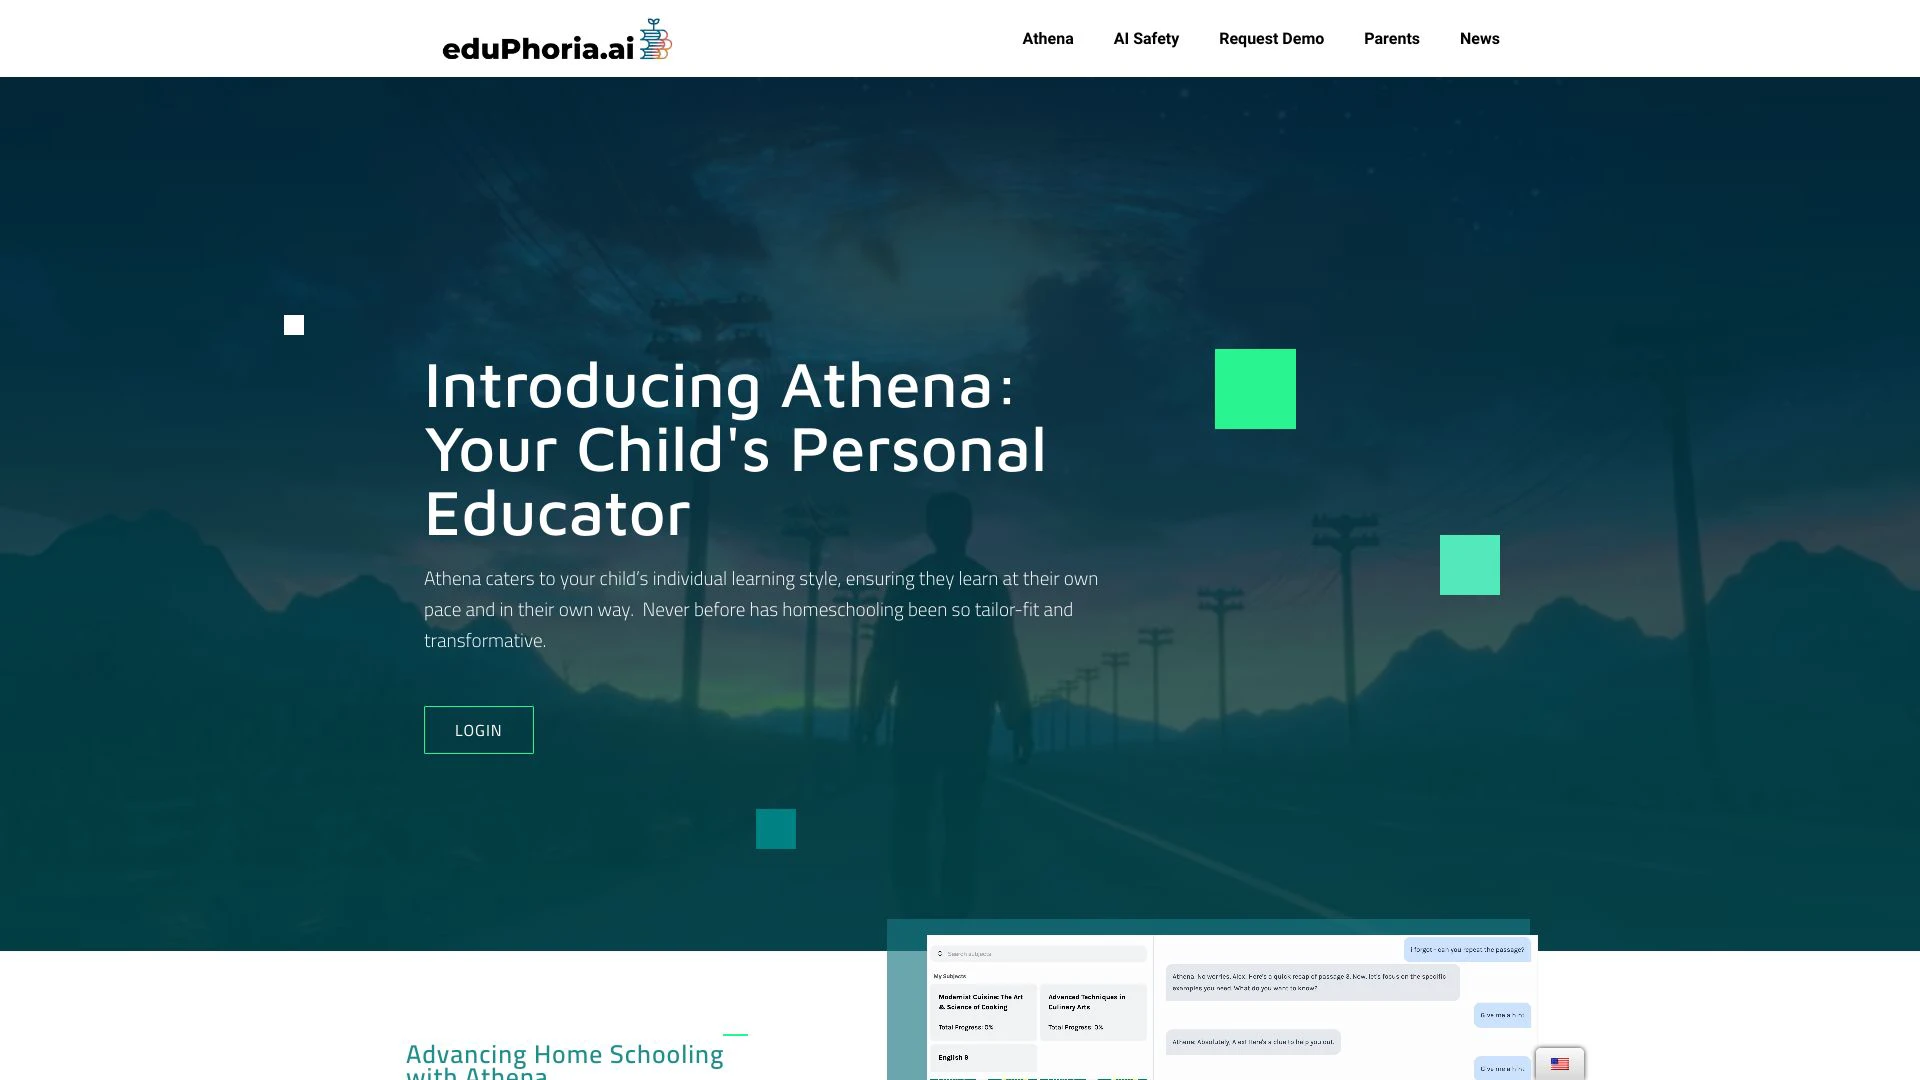 eduPhoria.ai
Athena
AI Safety
Request Demo
Parents
News
Introducing Athena:
Your Child's Personal
Educator
Athena caters to your child’s individual learning style, ensuring they learn at their own
pace and in their own way.  Never before has homeschooling been so tailor-fit and
transformative.
LOGIN
Advancing Home Schooling
with Athena
Search subjects
My Subjects
Modernist Cuisine: The Art
& Science of Cooking
Total Progress: 0%
Advanced Techniques in
Culinary Arts
Total Progress: 0%
English 9
I forgot - can you repeat the passage?
Athena: No worries, Alex! Here's a quick recap of passage 3. Now, let's focus on the specific
examples you need. What do you want to know?
Give me a hint
Athena: Absolutely, Alex! Here's a clue to help you out.
Give me a hint